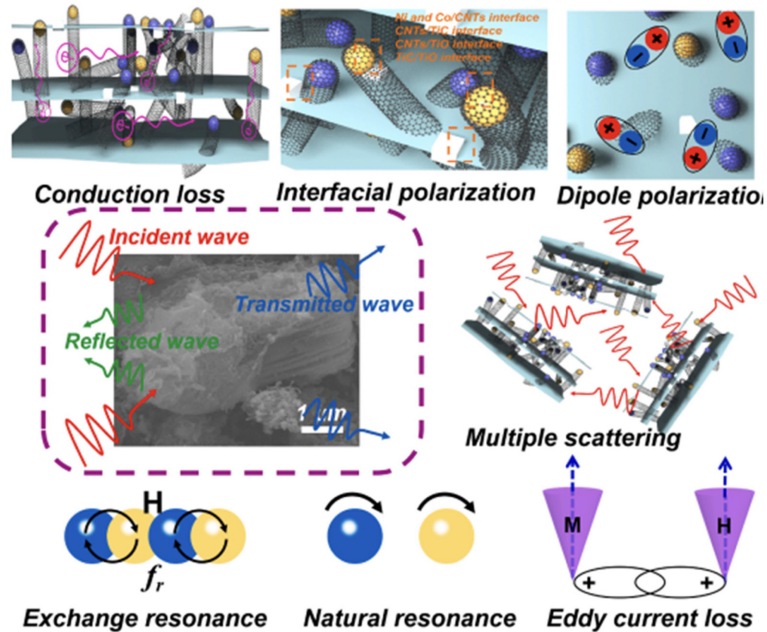 Ni and Co/CNTs interface
CNTs/TiC interface
CNTs/TiO interface
TiC/TiO interface
e-
e-
e-
e-
+
−
+
−
+
−
+
−
Conduction loss
Interfacial polarization
Dipole polarization
Incident wave
Transmitted wave
Reflected wave
1 μm
Multiple scattering
H
fr
M
H
+
+
Exchange resonance
Natural resonance
Eddy current loss